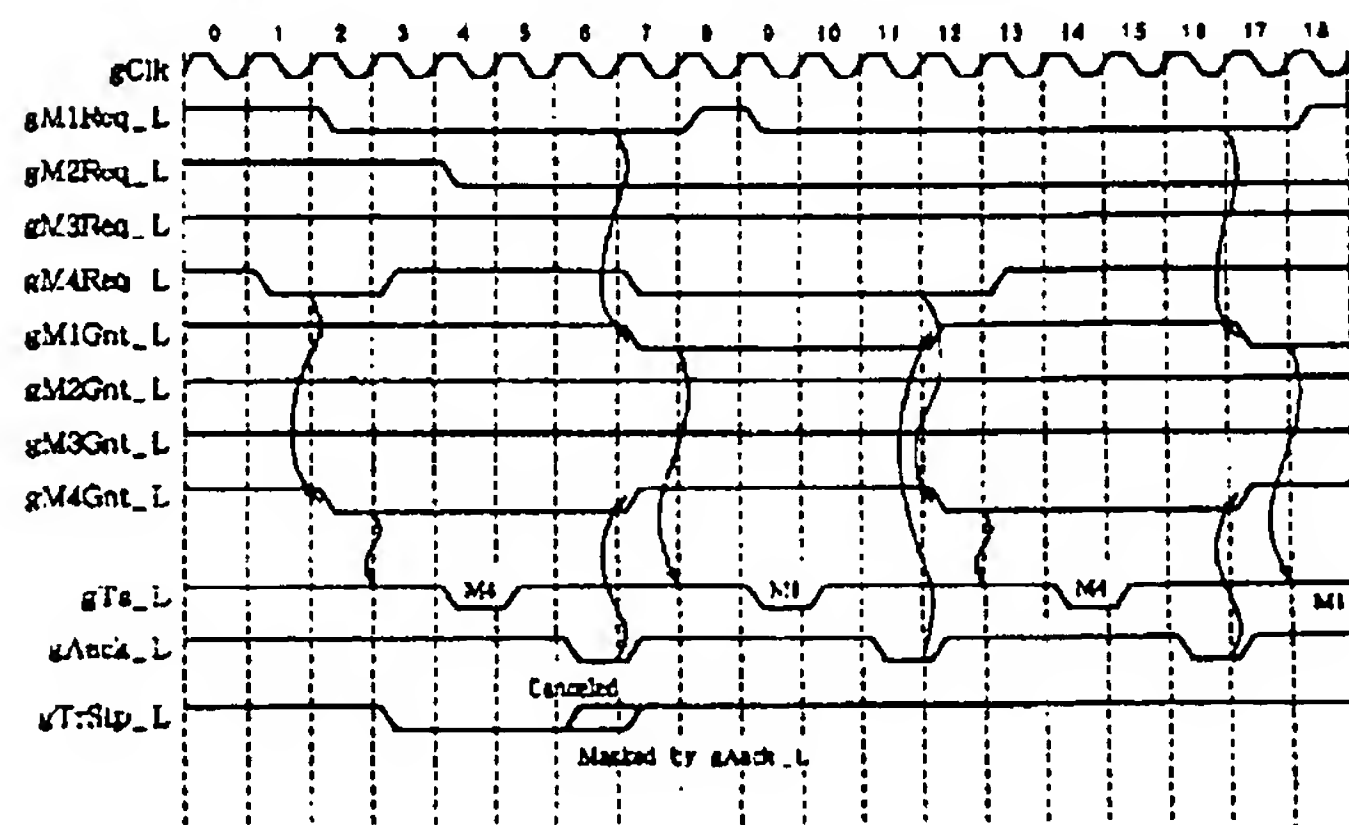 0 1 2 3 4 5 6 7 8 9 10 11 12 13 14 15 16 17 18
gClk
gM1Req_L
gM2Req_L
gM3Req_L
gM4Req_L
gM1Gnt_L
gM2Gnt_L
gM3Gnt_L
gM4Gnt_L
gTs_L M4 M1 M4 M1
gAack_L
Canceled
Masked by gAack_L